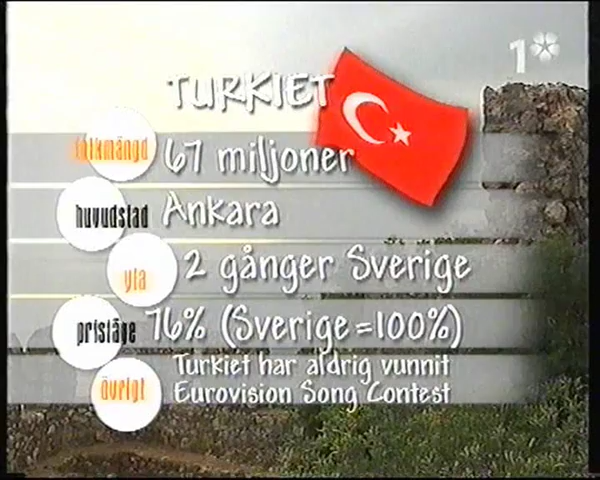 1
TURKIET
folkmängd 67 miljoner
huvudstad Ankara
yta 2 gånger Sverige
prisläge 76% (Sverige=100%)
övrigt Turkiet har aldrig vunnit
Eurovision Song Contest